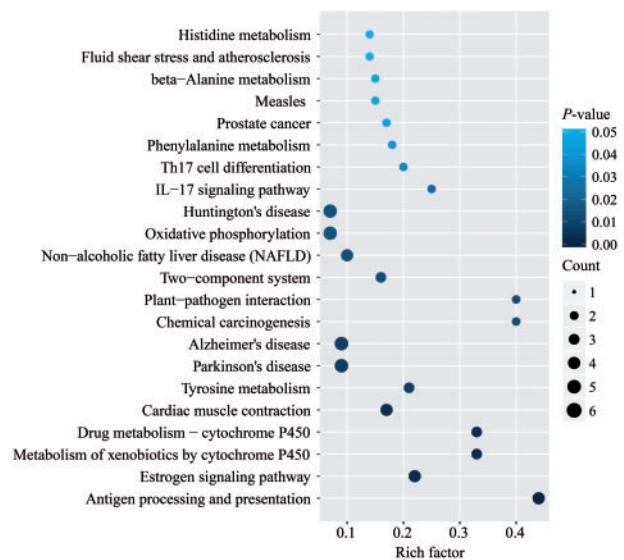 Histidine metabolism
Fluid shear stress and atherosclerosis
beta−Alanine metabolism
Measles
Prostate cancer
Phenylalanine metabolism
Th17 cell differentiation
IL−17 signaling pathway
Huntington's disease
Oxidative phosphorylation
Non−alcoholic fatty liver disease (NAFLD)
Two−component system
Plant−pathogen interaction
Chemical carcinogenesis
Alzheimer's disease
Parkinson's disease
Tyrosine metabolism
Cardiac muscle contraction
Drug metabolism − cytochrome P450
Metabolism of xenobiotics by cytochrome P450
Estrogen signaling pathway
Antigen processing and presentation
0.1 0.2 0.3 0.4
Rich factor
P-value
0.05
0.04
0.03
0.02
0.01
0.00
Count
1
2
3
4
5
6